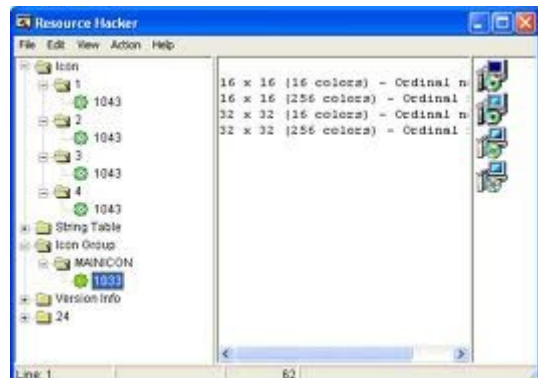 Resource Hacker
File Edit View Action Help
Icon
1
1043
2
1043
3
1043
4
1043
String Table
Icon Group
MAINICON
1033
Version Info
24
16 x 16 (16 colors) - Ordinal n
16 x 16 (256 colors) - Ordinal
32 x 32 (16 colors) - Ordinal n
32 x 32 (256 colors) - Ordinal
Line: 1
62